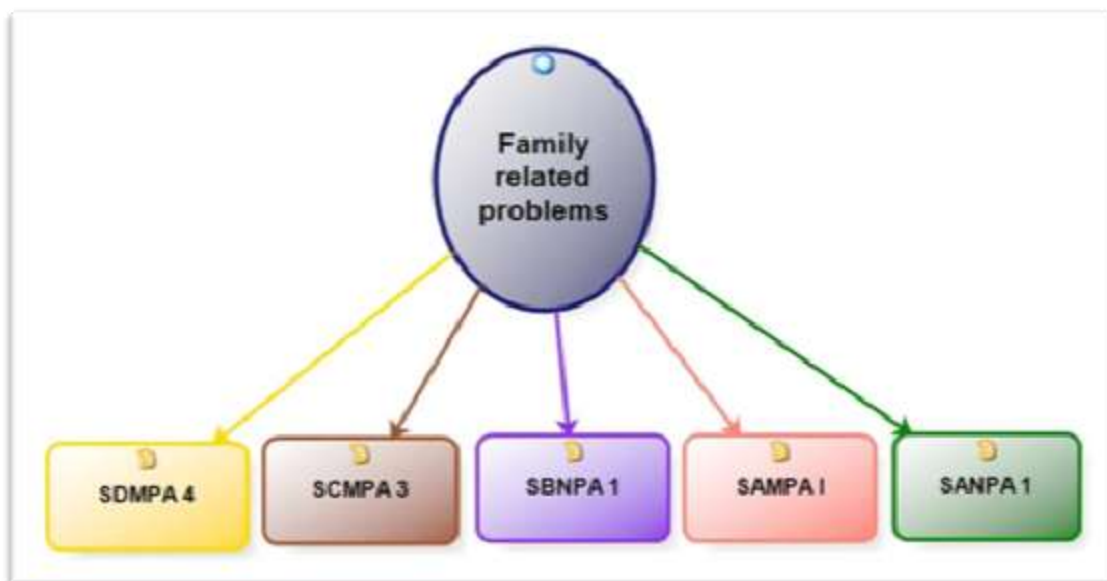 Family
related
problems
SDMPA 4
SCMPA 3
SBNPA 1
SAMPA I
SANPA 1